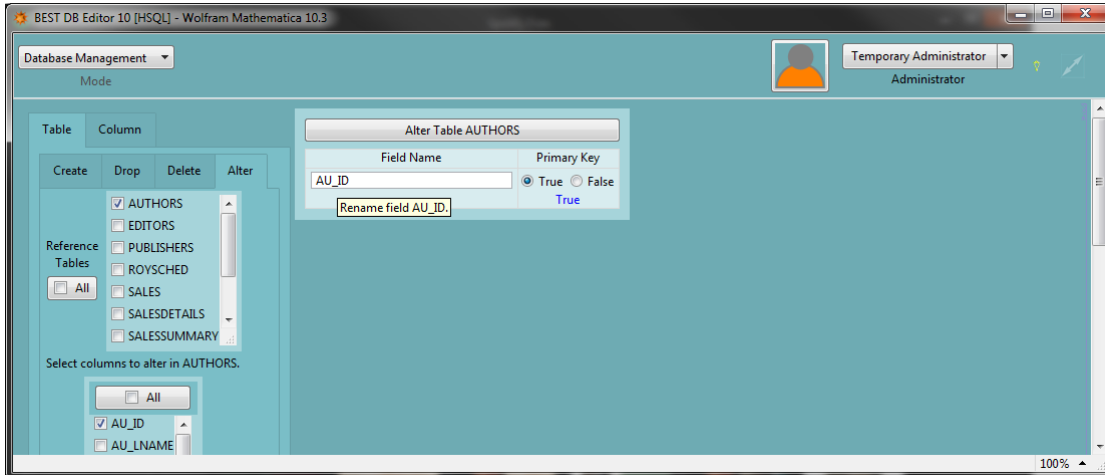 BEST DB Editor 10 [HSQL] - Wolfram Mathematica 10.3
Database Management
Mode
Temporary Administrator
Administrator
Table Column
Create Drop Delete Alter
Reference
Tables
All
AUTHORS
EDITORS
PUBLISHERS
ROYSCHED
SALES
SALESDETAILS
SALESSUMMARY
Select columns to alter in AUTHORS.
All
AU_ID
AU_LNAME
Alter Table AUTHORS
Field Name Primary Key
AU_ID True False
True
Rename field AU_ID.
100%